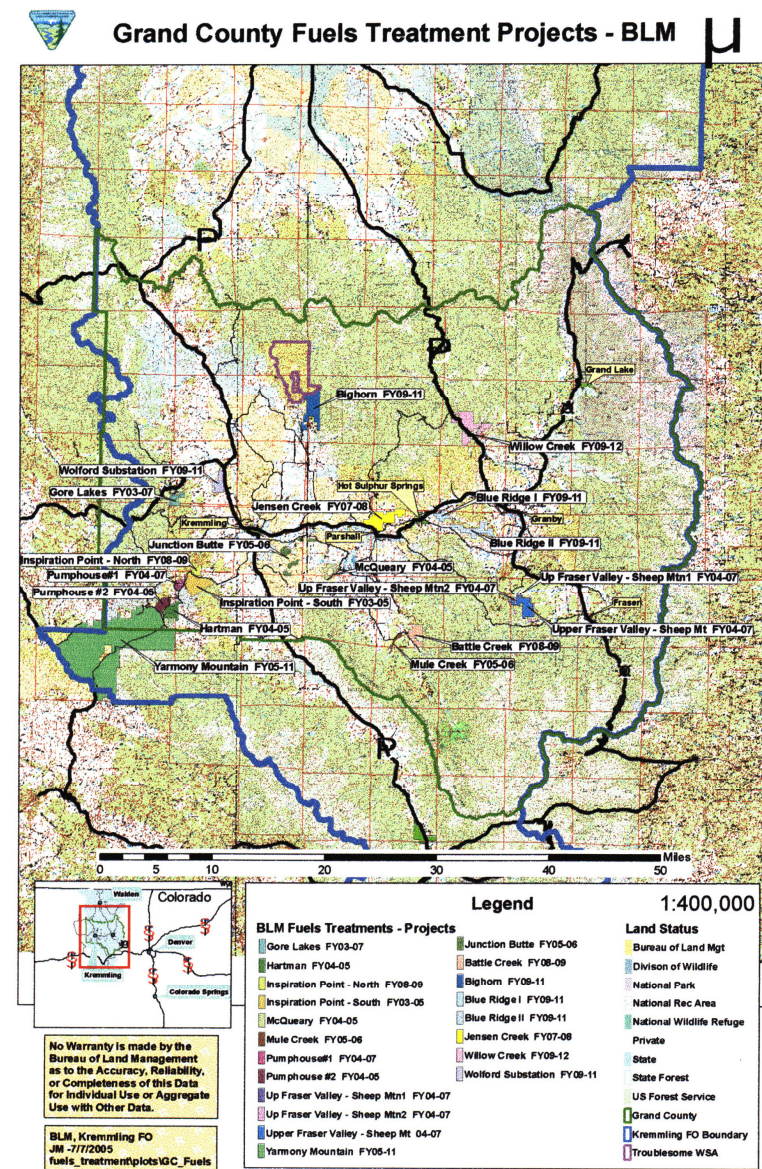 Grand County Fuels Treatment Projects - BLM
µ
P
P
Grand Lake
Bighorn FY09-11
Willow Creek FY09-12
Wolford Substation FY09-11
Hot Sulphur Springs
Gore Lakes FY03-07
Jensen Creek FY07-08
Blue Ridge I FY09-11
Kremmling
Granby
Parshall
Junction Butte FY05-06
Blue Ridge II FY09-11
Inspiration Point - North FY08-09
McQueary FY04-05
Pumphouse#1 FY04-07
Up Fraser Valley - Sheep Mtn1 FY04-07
Up Fraser Valley - Sheep Mtn2 FY04-07
Pumphouse #2 FY04-05
Inspiration Point - South FY03-05
Fraser
Hartman FY04-05
Upper Fraser Valley - Sheep Mt FY04-07
Battle Creek FY08-09
Yarmony Mountain FY05-11
Mule Creek FY05-06
P
Miles
0 5 10 20 30 40 50
Walden
Colorado
Denver
Kremmling
Colorado Springs
No Warranty is made by the
Bureau of Land Management
as to the Accuracy, Reliability,
or Completeness of this Data
for Individual Use or Aggregate
Use with Other Data.
BLM, Kremmling FO
JM -7/7/2005
fuels_treatment\plots\GC_Fuels
Legend
1:400,000
BLM Fuels Treatments - Projects
Gore Lakes FY03-07
Hartman FY04-05
Inspiration Point - North FY08-09
Inspiration Point - South FY03-05
McQueary FY04-05
Mule Creek FY05-06
Pumphouse#1 FY04-07
Pumphouse #2 FY04-05
Up Fraser Valley - Sheep Mtn1 FY04-07
Up Fraser Valley - Sheep Mtn2 FY04-07
Upper Fraser Valley - Sheep Mt 04-07
Yarmony Mountain FY05-11
Junction Butte FY05-06
Battle Creek FY08-09
Bighorn FY09-11
Blue Ridge I FY09-11
Blue Ridge II FY09-11
Jensen Creek FY07-08
Willow Creek FY09-12
Wolford Substation FY09-11
Land Status
Bureau of Land Mgt
Divison of Wildlife
National Park
National Rec Area
National Wildlife Refuge
Private
State
State Forest
US Forest Service
Grand County
Kremmling FO Boundary
Troublesome WSA